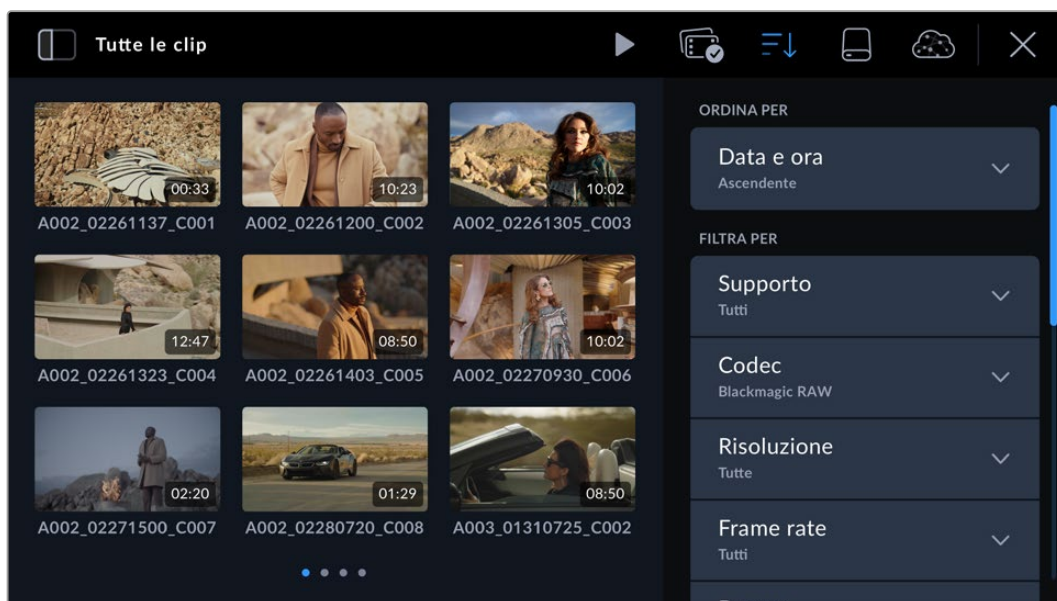 Tutte le clip
00:33
10:23
10:02
A002_02261137_C001
A002_02261200_C002
A002_02261305_C003
12:47
08:50
10:02
A002_02261323_C004
A002_02261403_C005
A002_02270930_C006
02:20
01:29
08:50
A002_02271500_C007
A002_02280720_C008
A003_01310725_C002
ORDINA PER
Data e ora
Ascendente
FILTRA PER
Supporto
Tutti
Codec
Blackmagic RAW
Risoluzione
Tutte
Frame rate
Tutti